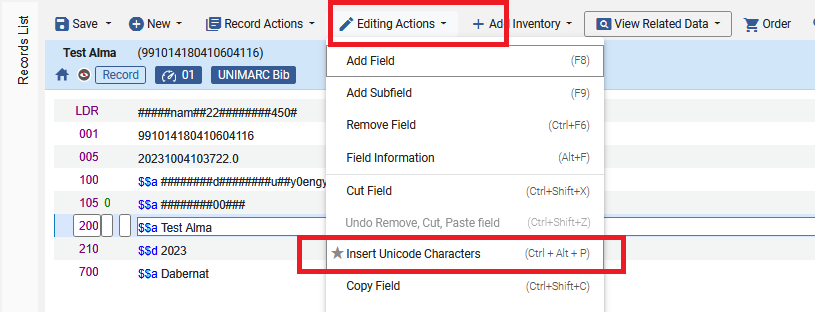 Records List
Save New Record Actions Editing Actions Add Inventory View Related Data Order
Test Alma (991014180410604116)
Record 01 UNIMARC Bib
Add Field (F8)
Add Subfield (F9)
Remove Field (Ctrl+F6)
Field Information (Alt+F)
Cut Field (Ctrl+Shift+X)
Undo Remove, Cut, Paste field (Ctrl+Shift+Z)
Insert Unicode Characters (Ctrl + Alt + P)
Copy Field (Ctrl+Shift+C)
LDR #####nam##22########450#
001 991014180410604116
005 20231004103722.0
100 $$a ########d########u##y0engy
105 0 $$a ########00###
200 $$a Test Alma
210 $$d 2023
700 $$a Dabernat